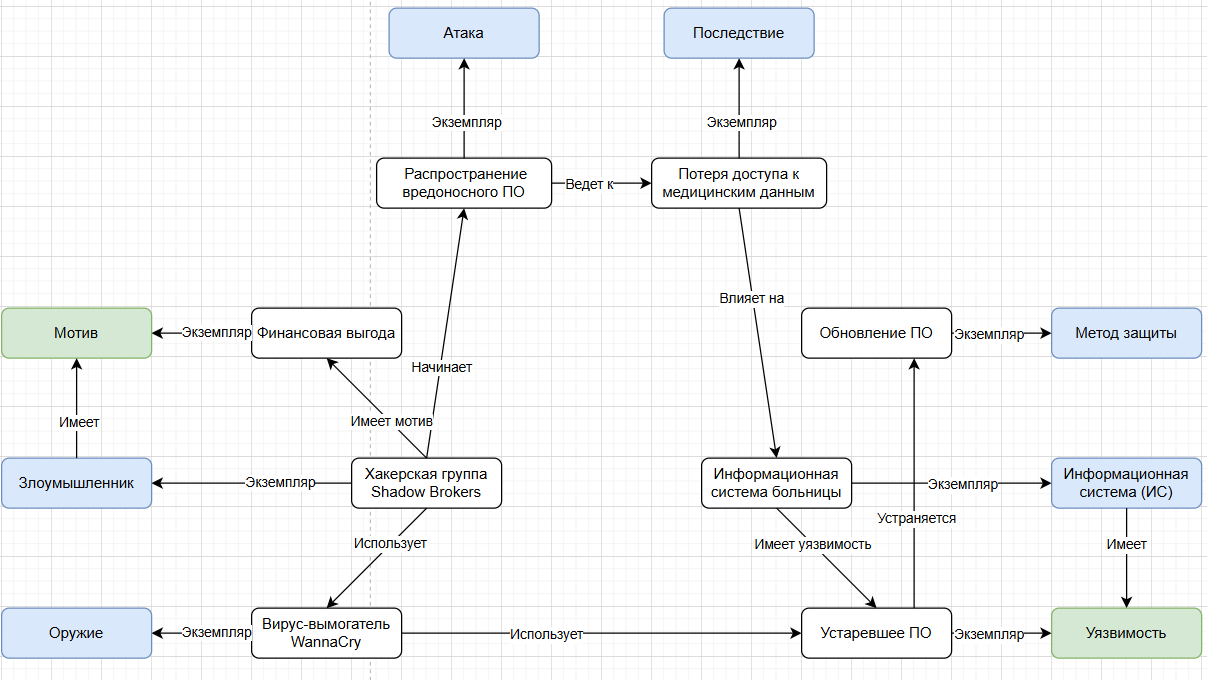 Атака
Последствие
Экземпляр
Экземпляр
Распространение
вредоносного ПО
Ведет к
Потеря доступа к
медицинским данным
Влияет на
Мотив
Экземпляр
Финансовая выгода
Обновление ПО
Экземпляр
Метод защиты
Начинает
Имеет
Имеет мотив
Злоумышленник
Экземпляр
Хакерская группа
Shadow Brokers
Информационная
система больницы
Экземпляр
Информационная
система (ИС)
Устраняется
Использует
Имеет уязвимость
Имеет
Оружие
Экземпляр
Вирус-вымогатель
WannaCry
Использует
Устаревшее ПО
Экземпляр
Уязвимость